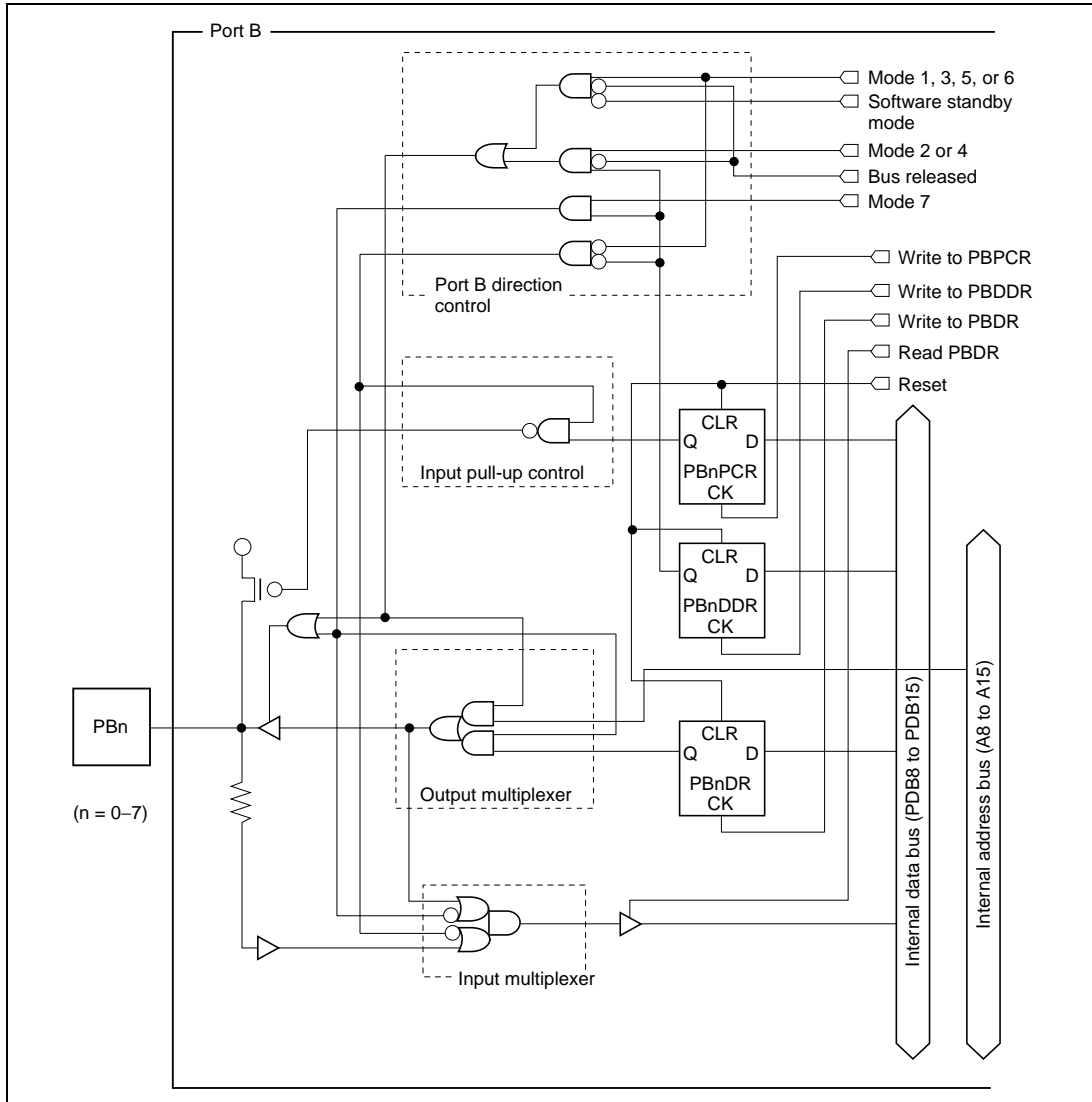 Port B
Mode 1, 3, 5, or 6
Software standby
mode
Mode 2 or 4
Bus released
Mode 7
Port B direction
control
Write to PBPCR
Write to PBDDR
Write to PBDR
Read PBDR
Reset
CLR
Q D
PBnPCR
CK
Input pull-up control
CLR
Q D
PBnDDR
CK
PBn
(n = 0–7)
CLR
Q D
PBnDR
CK
Output multiplexer
Input multiplexer
Internal data bus (PDB8 to PDB15)
Internal address bus (A8 to A15)